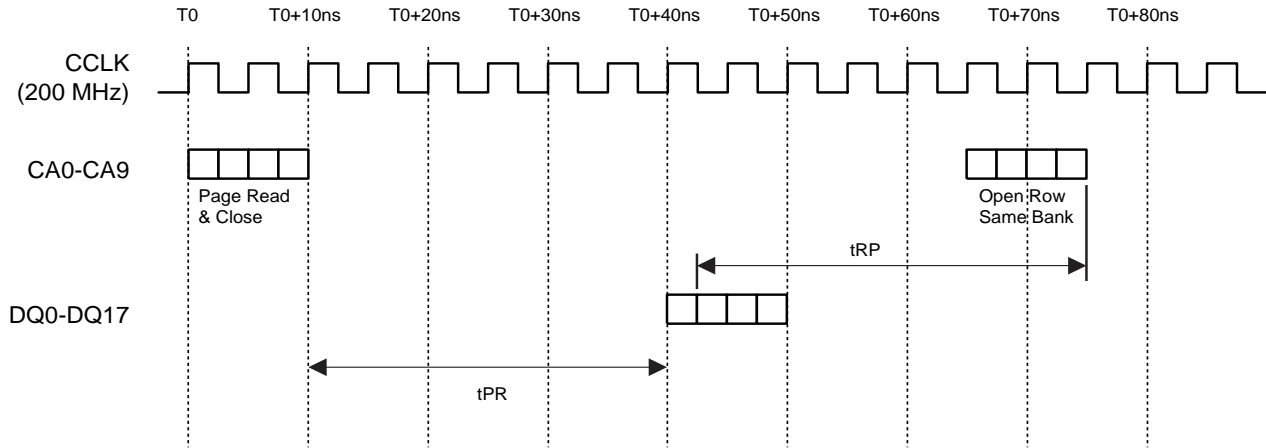 T0 T0+10ns T0+20ns T0+30ns T0+40ns T0+50ns T0+60ns T0+70ns T0+80ns
CCLK
(200 MHz)
CA0-CA9
Page Read
& Close
Open Row
Same Bank
tRP
DQ0-DQ17
tPR